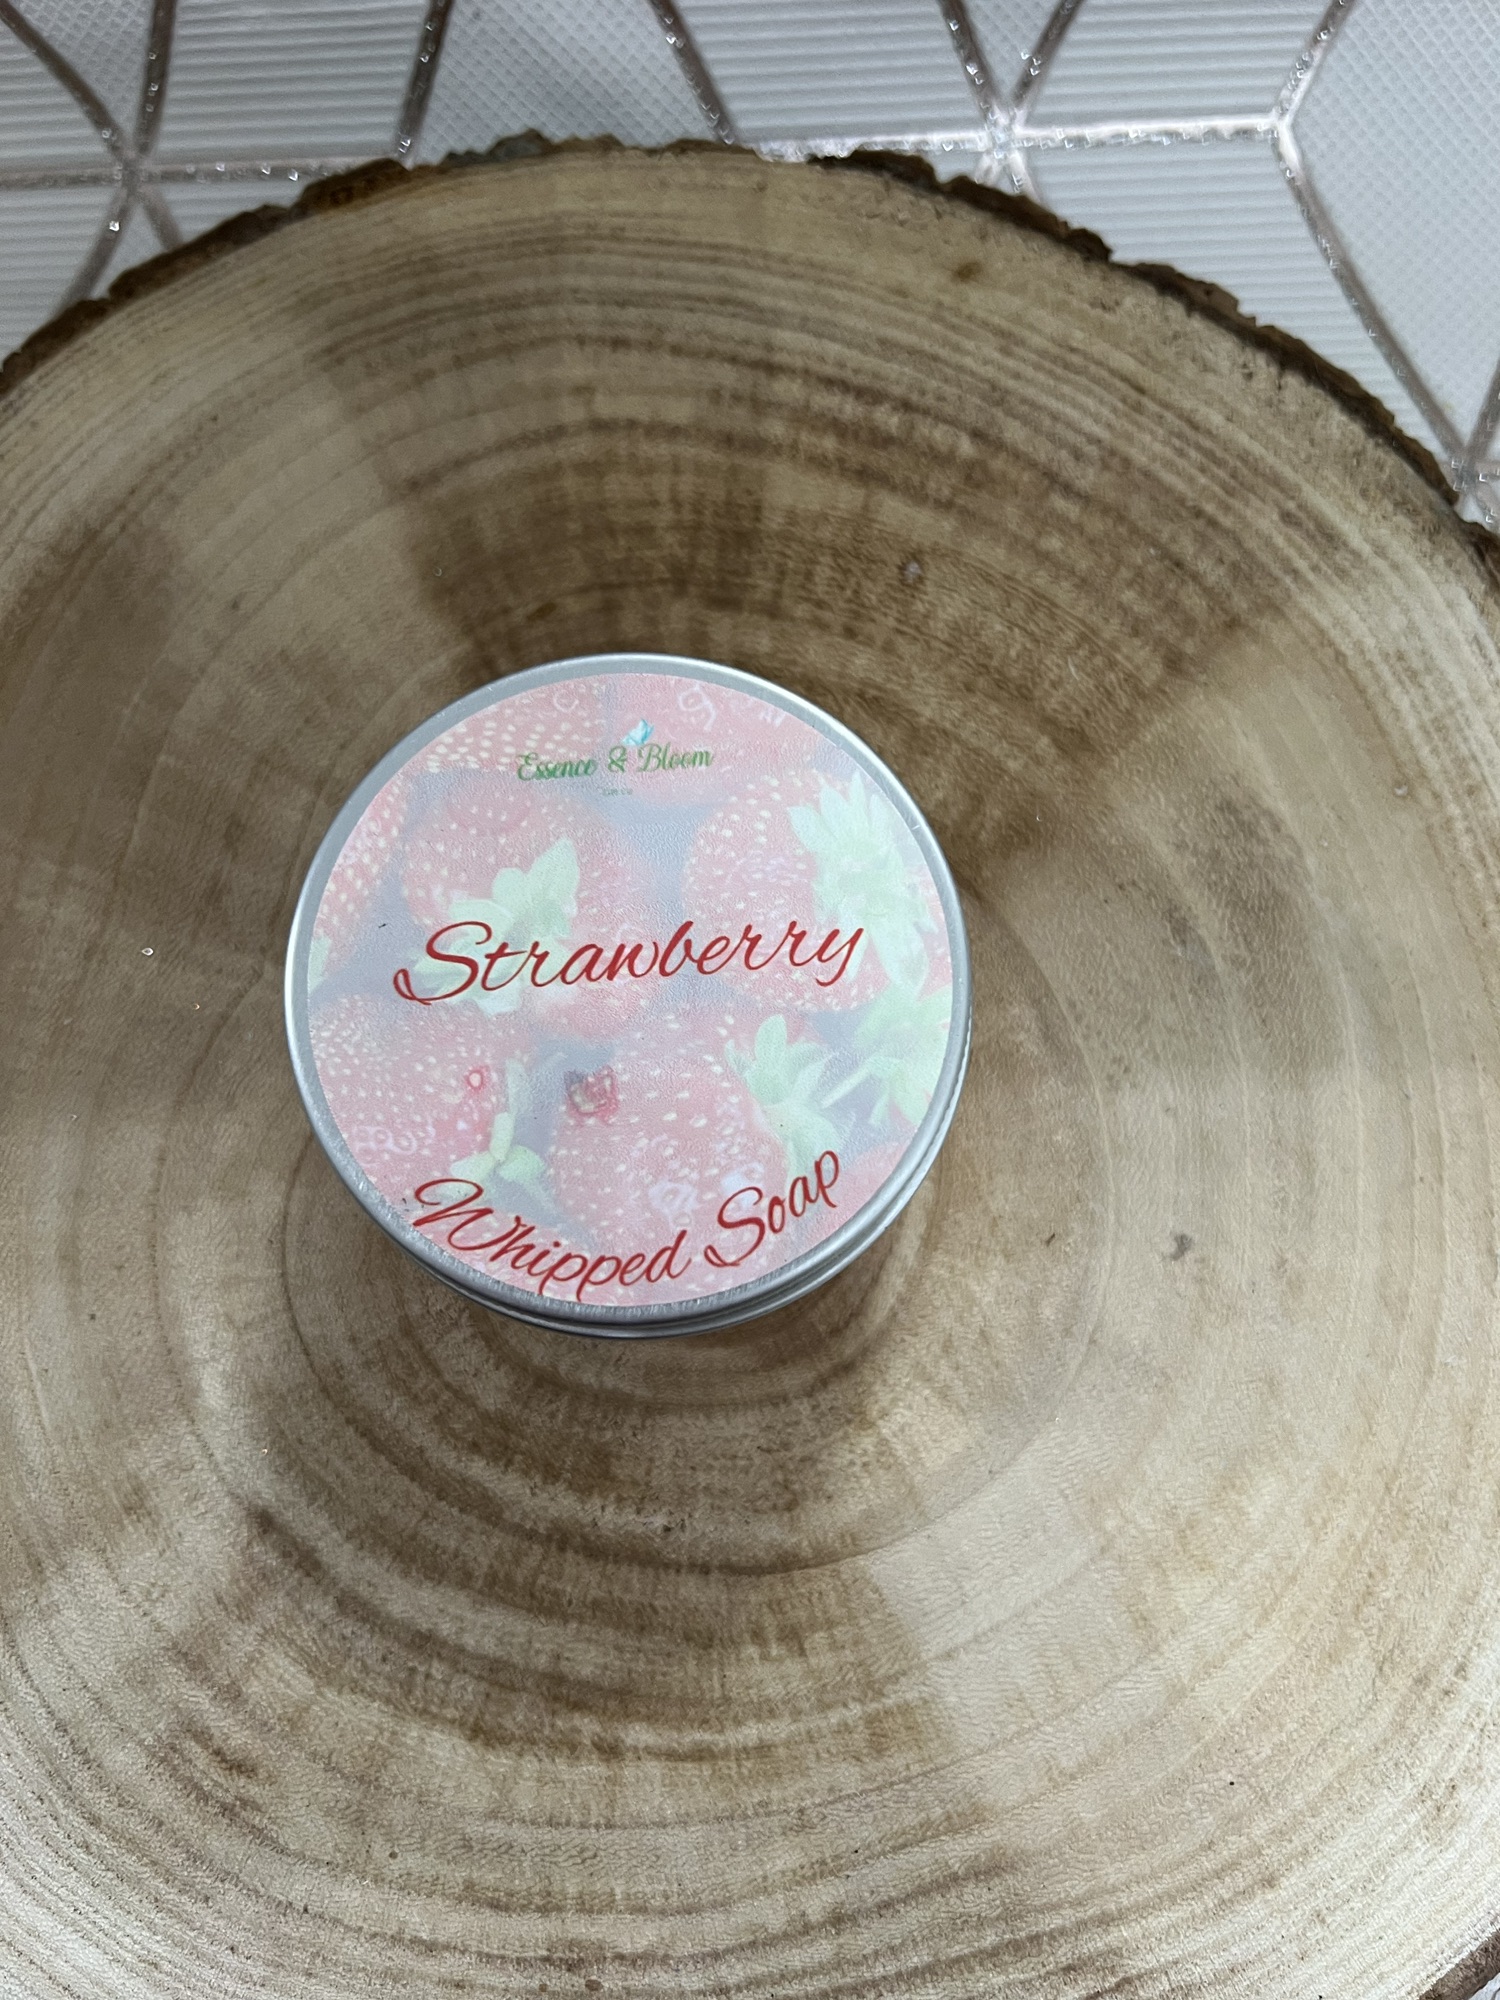 Essence & Bloom
Strawberry
Whipped Soap